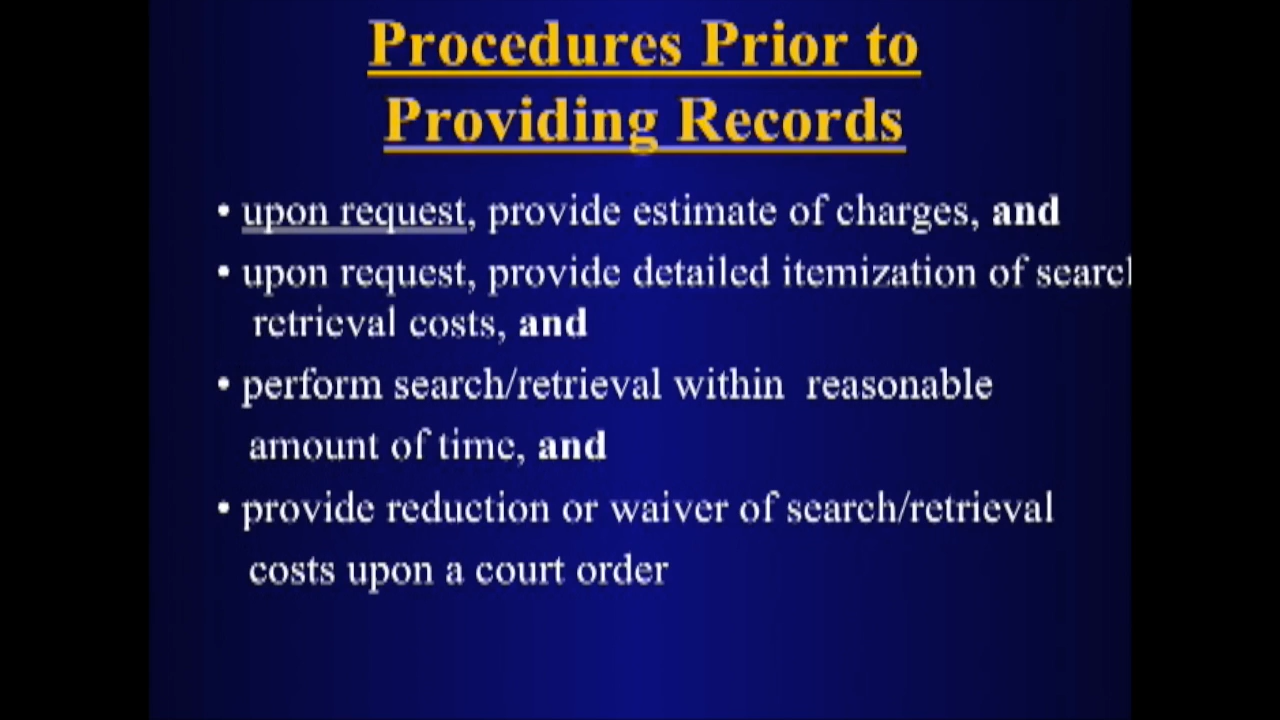 Procedures Prior to
Providing Records
• upon request, provide estimate of charges, and
• upon request, provide detailed itemization of searc
retrieval costs, and
• perform search/retrieval within reasonable
amount of time, and
• provide reduction or waiver of search/retrieval
costs upon a court order